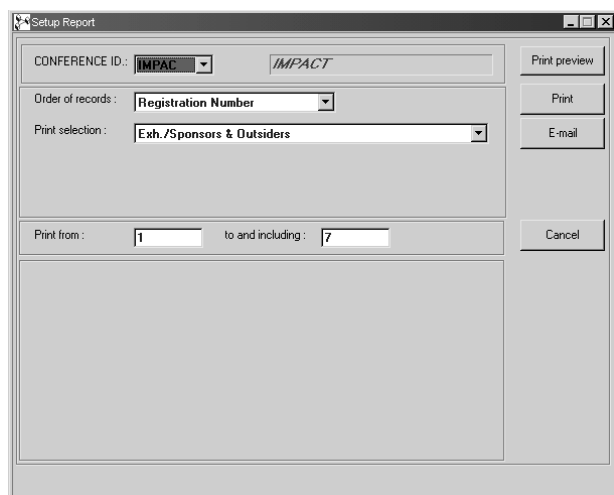 Setup Report
CONFERENCE ID.: IMPAC IMPACT Print preview
Order of records : Registration Number Print
Print selection : Exh./Sponsors & Outsiders E-mail
Print from : 1 to and including : 7 Cancel